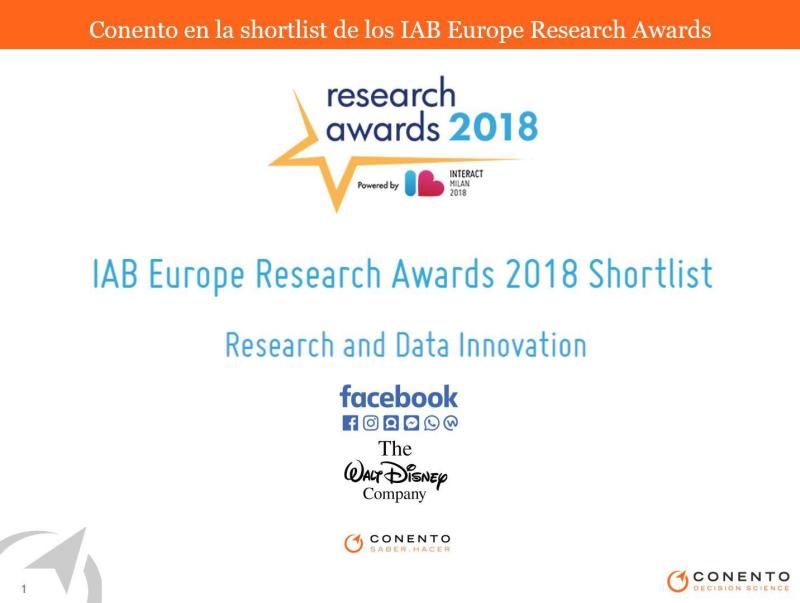 Conento en la shortlist de los IAB Europe Research Awards
research
awards 2018
Powered by
INTERACT
MILAN
2018
IAB Europe Research Awards 2018 Shortlist
Research and Data Innovation
facebook
The
WALT DISNEY
Company
CONENTO
SABER.HACER
1
CONENTO
DECISION SCIENCE